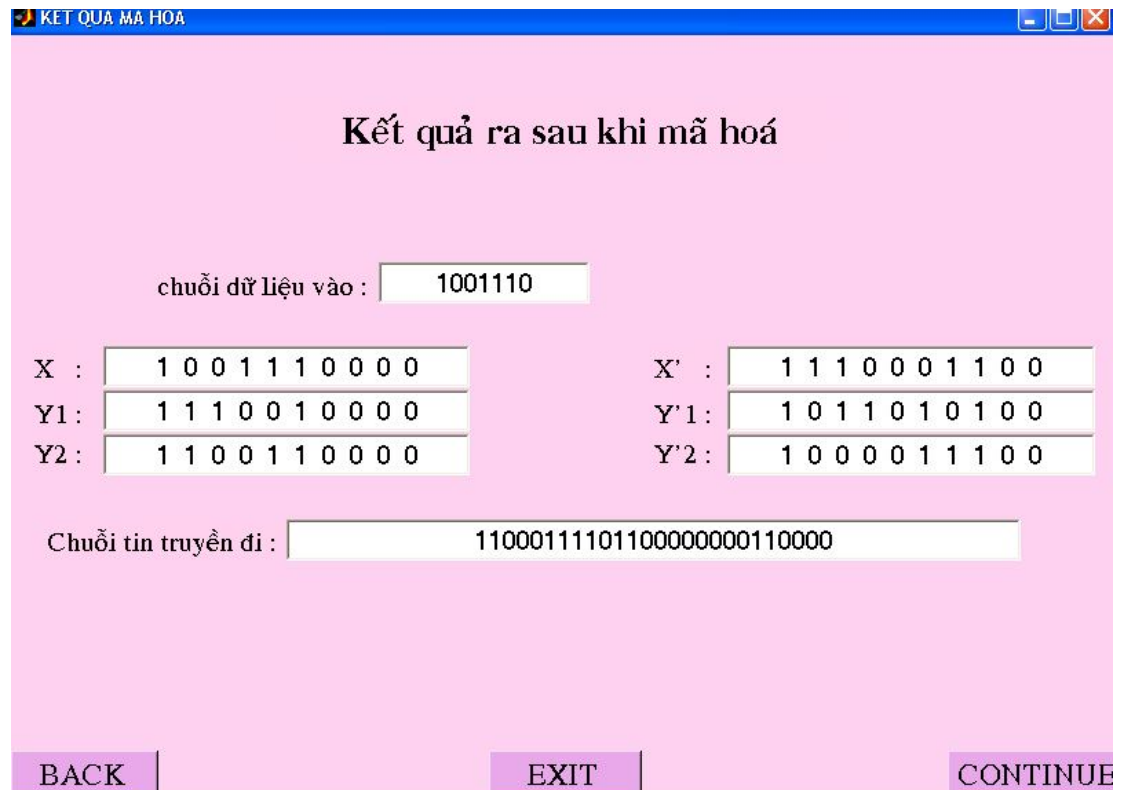 KET QUA MA HOA
Kết quả ra sau khi mã hoá
chuỗi dữ liệu vào : 1001110
X : 1 0 0 1 1 1 0 0 0 0 X' : 1 1 1 0 0 0 1 1 0 0
Y1 : 1 1 1 0 0 1 0 0 0 0 Y'1 : 1 0 1 1 0 1 0 1 0 0
Y2 : 1 1 0 0 1 1 0 0 0 0 Y'2 : 1 0 0 0 0 1 1 1 0 0
Chuỗi tin truyền đi : 11000111101100000000110000
BACK EXIT CONTINUE